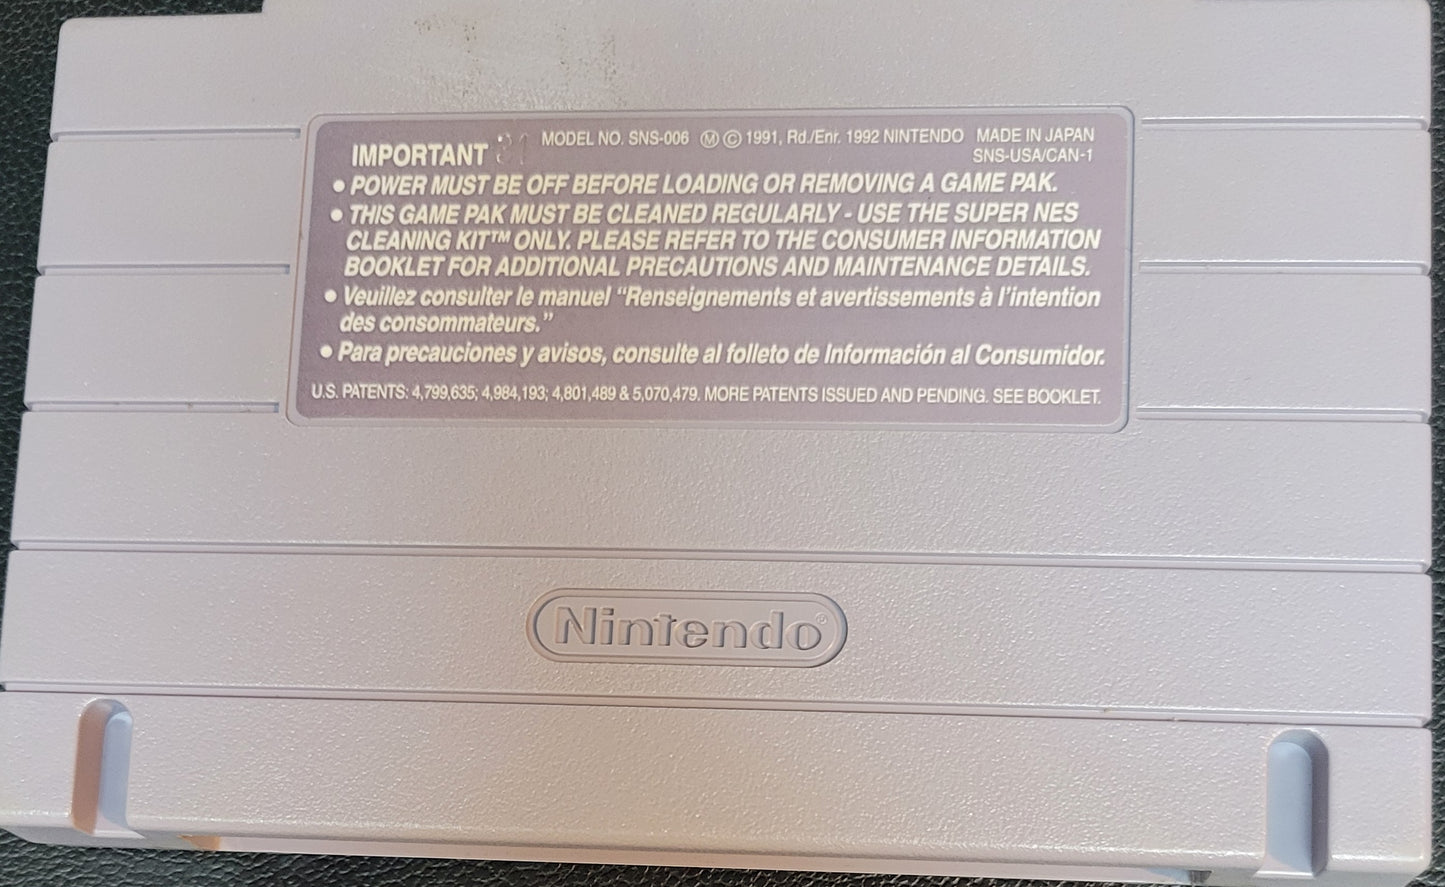 IMPORTANT MODEL NO. SNS-006 Ⓜ © 1991, Rd./Enr. 1992 NINTENDO MADE IN JAPAN
SNS-USA/CAN-1
• POWER MUST BE OFF BEFORE LOADING OR REMOVING A GAME PAK.
• THIS GAME PAK MUST BE CLEANED REGULARLY - USE THE SUPER NES
CLEANING KIT™ ONLY. PLEASE REFER TO THE CONSUMER INFORMATION
BOOKLET FOR ADDITIONAL PRECAUTIONS AND MAINTENANCE DETAILS.
• Veuillez consulter le manuel “Renseignements et avertissements à l'intention
des consommateurs.”
• Para precauciones y avisos, consulte al folleto de Información al Consumidor.
U.S. PATENTS: 4,799,635; 4,984,193; 4,801,489 & 5,070,479. MORE PATENTS ISSUED AND PENDING. SEE BOOKLET.
Nintendo®